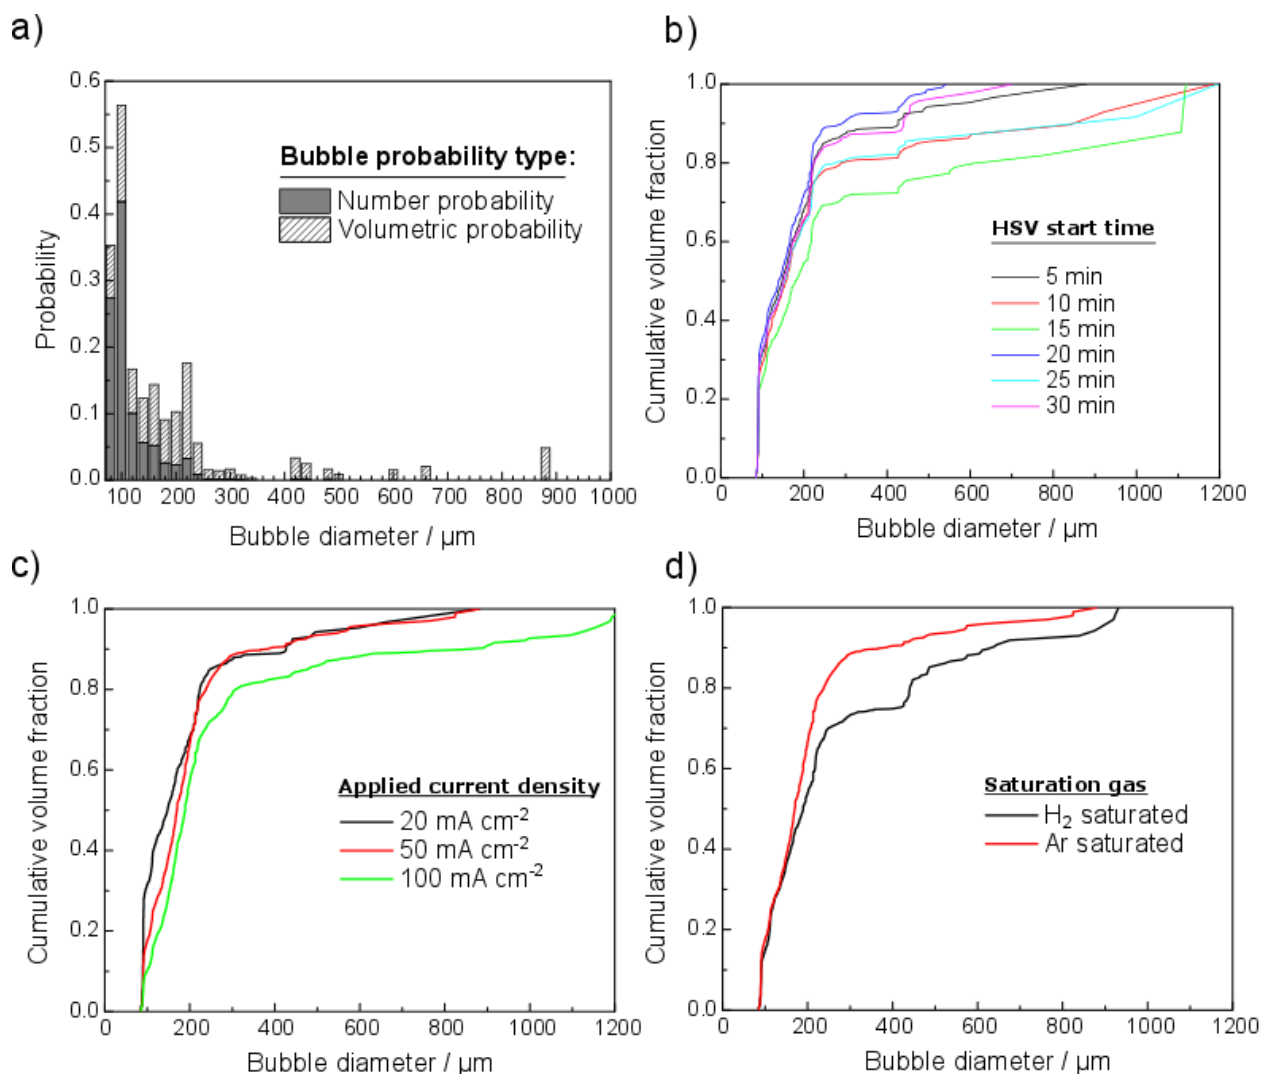 a)
0.6
0.5
0.4
0.3
0.2
0.1
0.0
Probability
Bubble probability type:
Number probability
Volumetric probability
100 200 300 400 500 600 700 800 900 1000
Bubble diameter / µm
b)
1.0
0.8
0.6
0.4
0.2
0.0
Cumulative volume fraction
HSV start time
5 min
10 min
15 min
20 min
25 min
30 min
0 200 400 600 800 1000 1200
Bubble diameter / µm
c)
1.0
0.8
0.6
0.4
0.2
0.0
Cumulative volume fraction
Applied current density
20 mA cm-2
50 mA cm-2
100 mA cm-2
0 200 400 600 800 1000 1200
Bubble diameter / µm
d)
1.0
0.8
0.6
0.4
0.2
0.0
Cumulative volume fraction
Saturation gas
H2 saturated
Ar saturated
0 200 400 600 800 1000 1200
Bubble diameter / µm